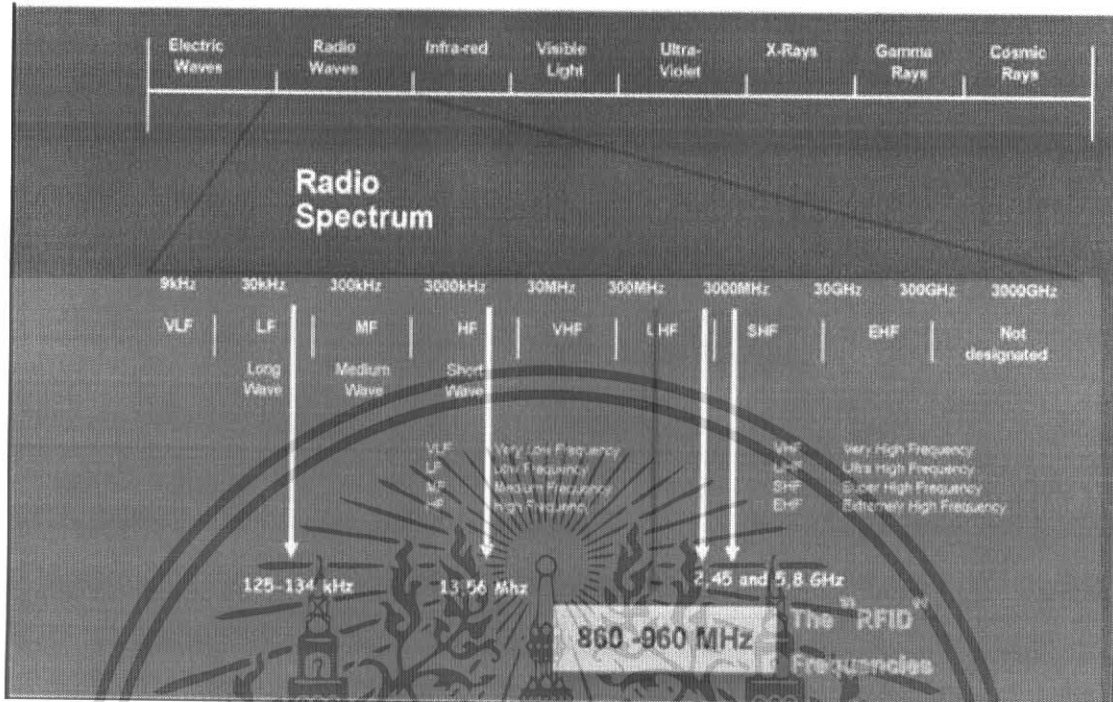 Electric Waves
Radio Waves
Infra-red
Visible Light
Ultra-Violet
X-Rays
Gamma Rays
Cosmic Rays
Radio
Spectrum
9kHz 30kHz 300kHz 3000kHz 30MHz 300MHz 3000MHz 30GHz 300GHz 3000GHz
VLF LF MF HF VHF UHF SHF EHF Not designated
Long Wave
Medium Wave
Short Wave
VLF Very Low Frequency
LF Low Frequency
MF Medium Frequency
HF High Frequency
VHF Very High Frequency
UHF Ultra High Frequency
SHF Super High Frequency
EHF Extremely High Frequency
125-134 kHz
13.56 Mhz
2.45 and 5.8 GHz
860 -960 MHz
The "RFID"
Frequencies